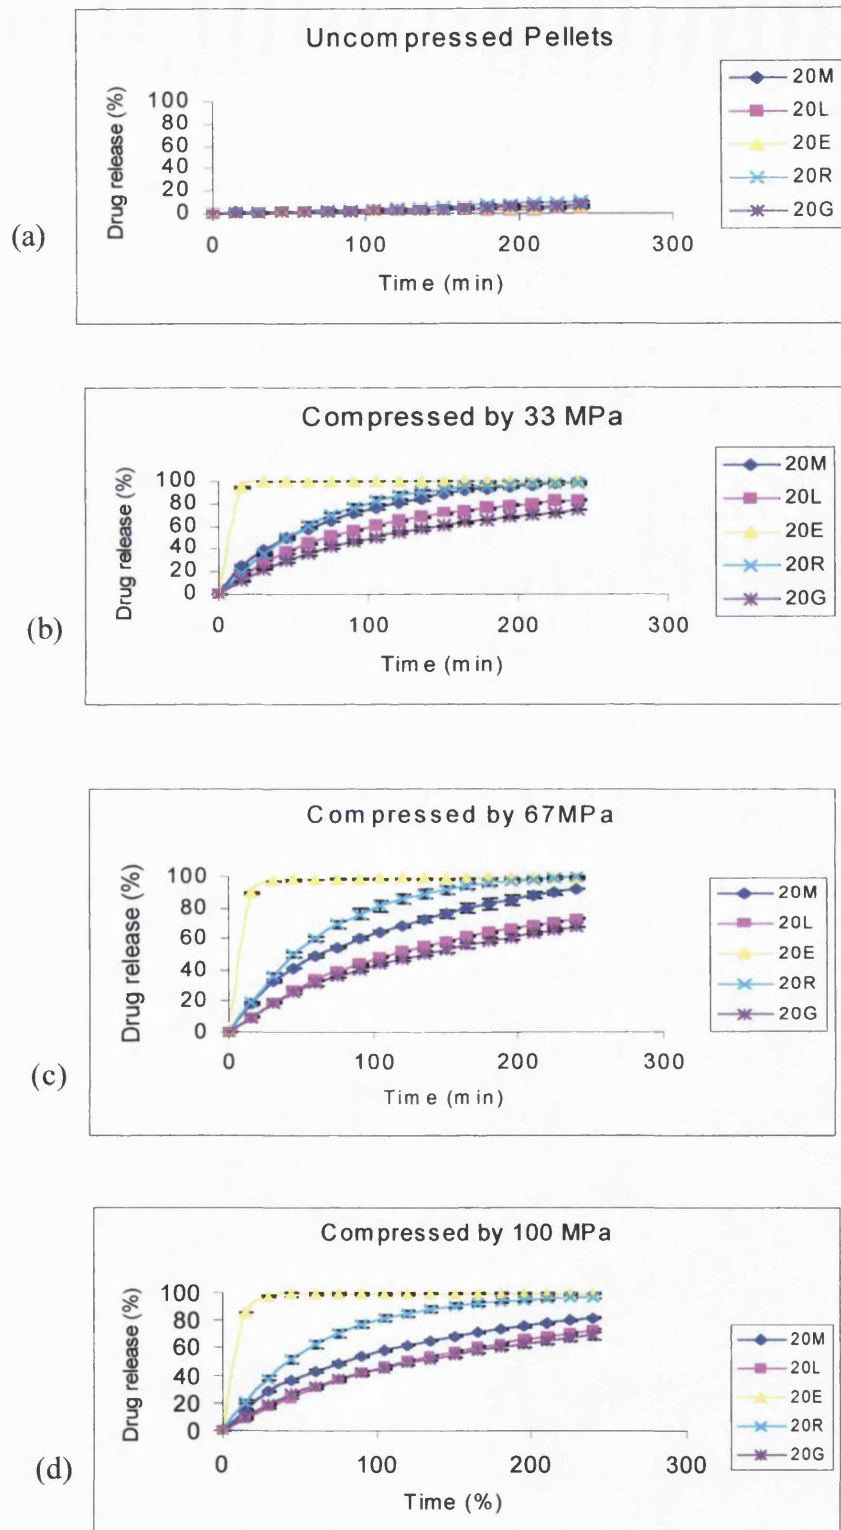 Uncompressed Pellets
Drug release (%)
100
80
60
40
20
0
0 100 200 300
Time (min)
20M
20L
20E
20R
20G
(a)
Compressed by 33 MPa
Drug release (%)
100
80
60
40
20
0
0 100 200 300
Time (min)
20M
20L
20E
20R
20G
(b)
Compressed by 67MPa
Drug release (%)
100
80
60
40
20
0
0 100 200 300
Time (min)
20M
20L
20E
20R
20G
(c)
Compressed by 100 MPa
Drug release (%)
100
80
60
40
20
0
0 100 200 300
Time (%)
20M
20L
20E
20R
20G
(d)